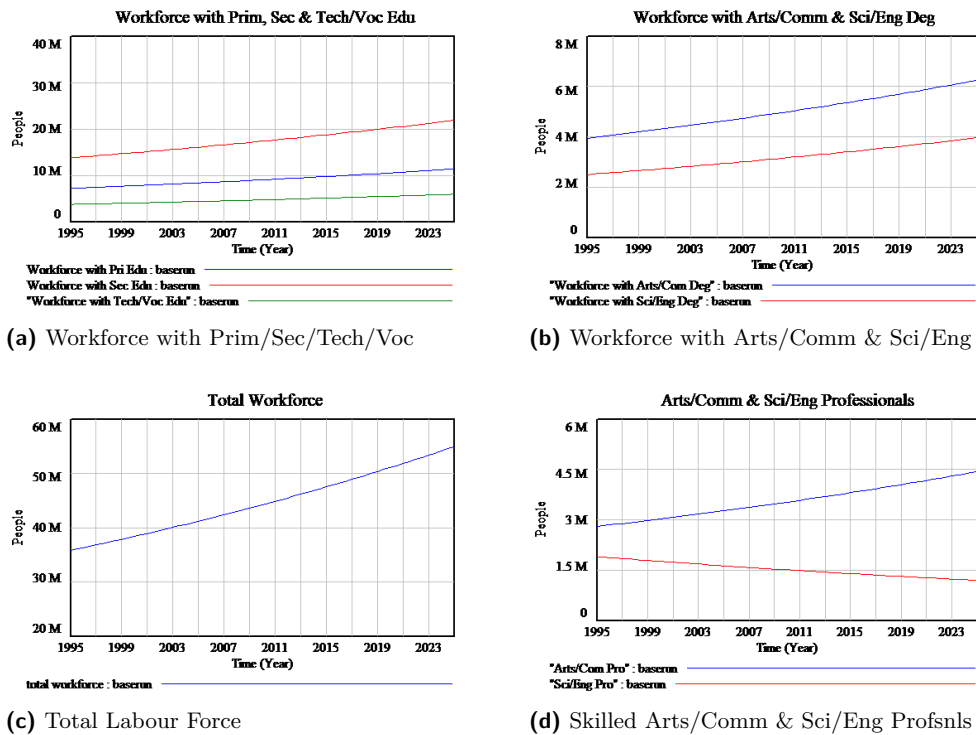 Workforce with Prim, Sec & Tech/Voc Edu
40 M
30 M
20 M
10 M
0
People
1995 1999 2003 2007 2011 2015 2019 2023
Time (Year)
Workforce with Pri Edu : baserun
Workforce with Sec Edu : baserun
"Workforce with Tech/Voc Edu" : baserun
(a) Workforce with Prim/Sec/Tech/Voc
Workforce with Arts/Comm & Sci/Eng Deg
8 M
6 M
4 M
2 M
0
People
1995 1999 2003 2007 2011 2015 2019 2023
Time (Year)
"Workforce with Arts/Com Deg" : baserun
"Workforce with Sci/Eng Deg" : baserun
(b) Workforce with Arts/Comm & Sci/Eng
Total Workforce
60 M
50 M
40 M
30 M
20 M
People
1995 1999 2003 2007 2011 2015 2019 2023
Time (Year)
total workforce : baserun
(c) Total Labour Force
Arts/Comm & Sci/Eng Professionals
6 M
4.5 M
3 M
1.5 M
0
People
1995 1999 2003 2007 2011 2015 2019 2023
Time (Year)
"Arts/Com Pro" : baserun
"Sci/Eng Pro" : baserun
(d) Skilled Arts/Comm & Sci/Eng Profsnls